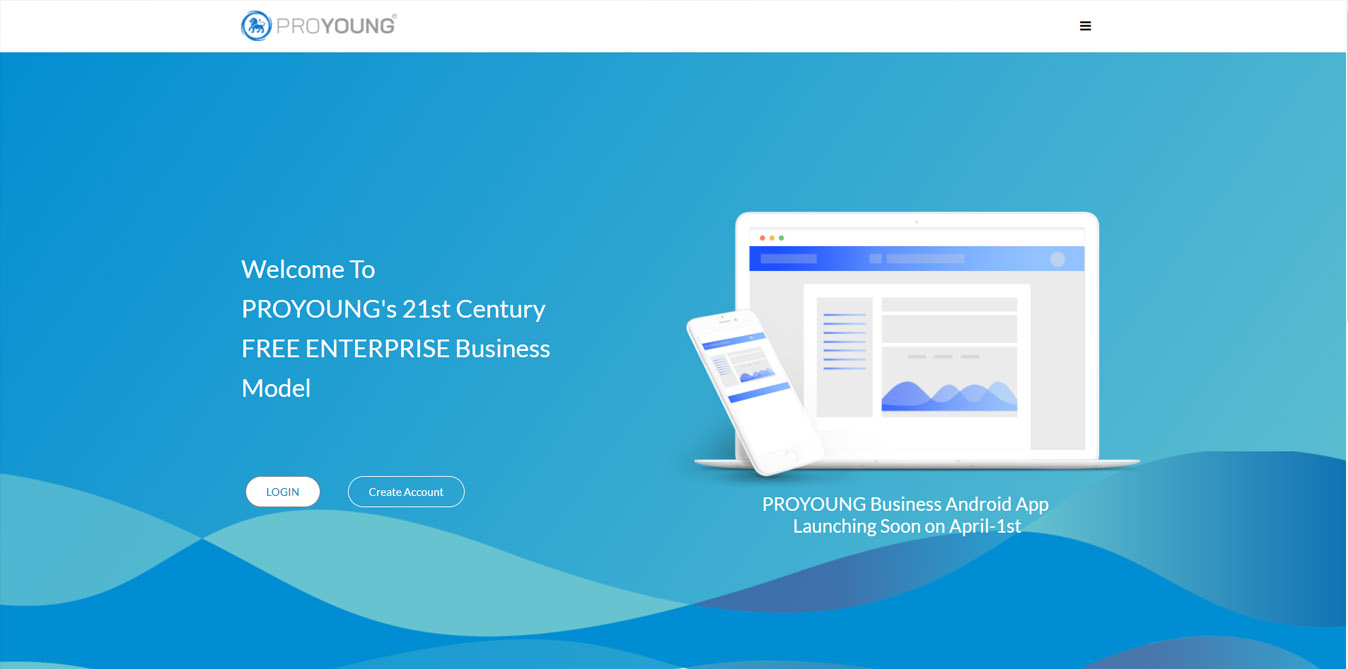 PROYOUNG®
Welcome To
PROYOUNG's 21st Century
FREE ENTERPRISE Business
Model
LOGIN
Create Account
PROYOUNG Business Android App
Launching Soon on April-1st